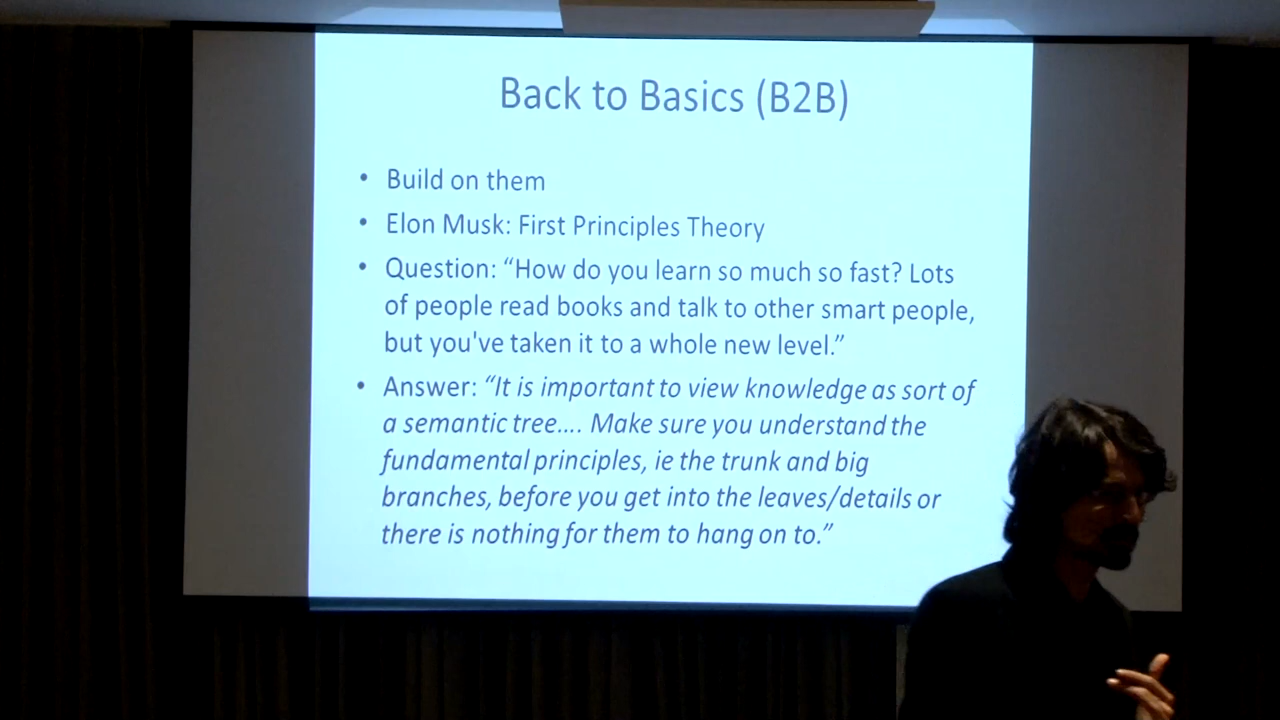 Back to Basics (B2B)
• Build on them
• Elon Musk: First Principles Theory
• Question: “How do you learn so much so fast? Lots
of people read books and talk to other smart people,
but you've taken it to a whole new level.”
• Answer: “It is important to view knowledge as sort of
a semantic tree.... Make sure you understand the
fundamental principles, ie the trunk and big
branches, before you get into the leaves/details or
there is nothing for them to hang on to.”